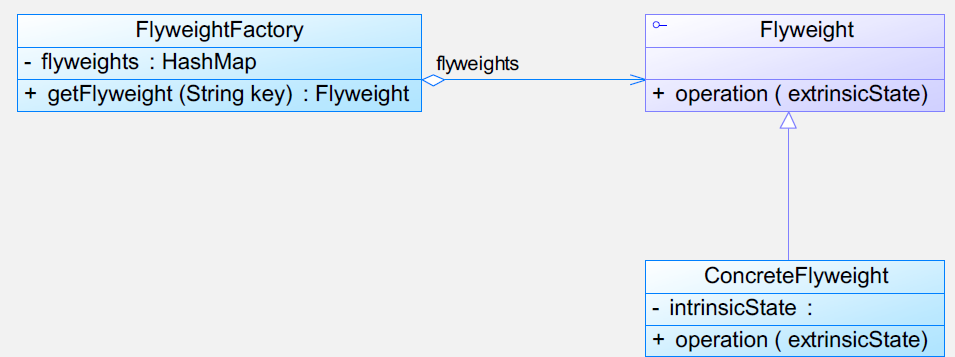 FlyweightFactory
- flyweights : HashMap
+ getFlyweight (String key) : Flyweight
flyweights
Flyweight
+ operation ( extrinsicState)
ConcreteFlyweight
- intrinsicState :
+ operation ( extrinsicState)